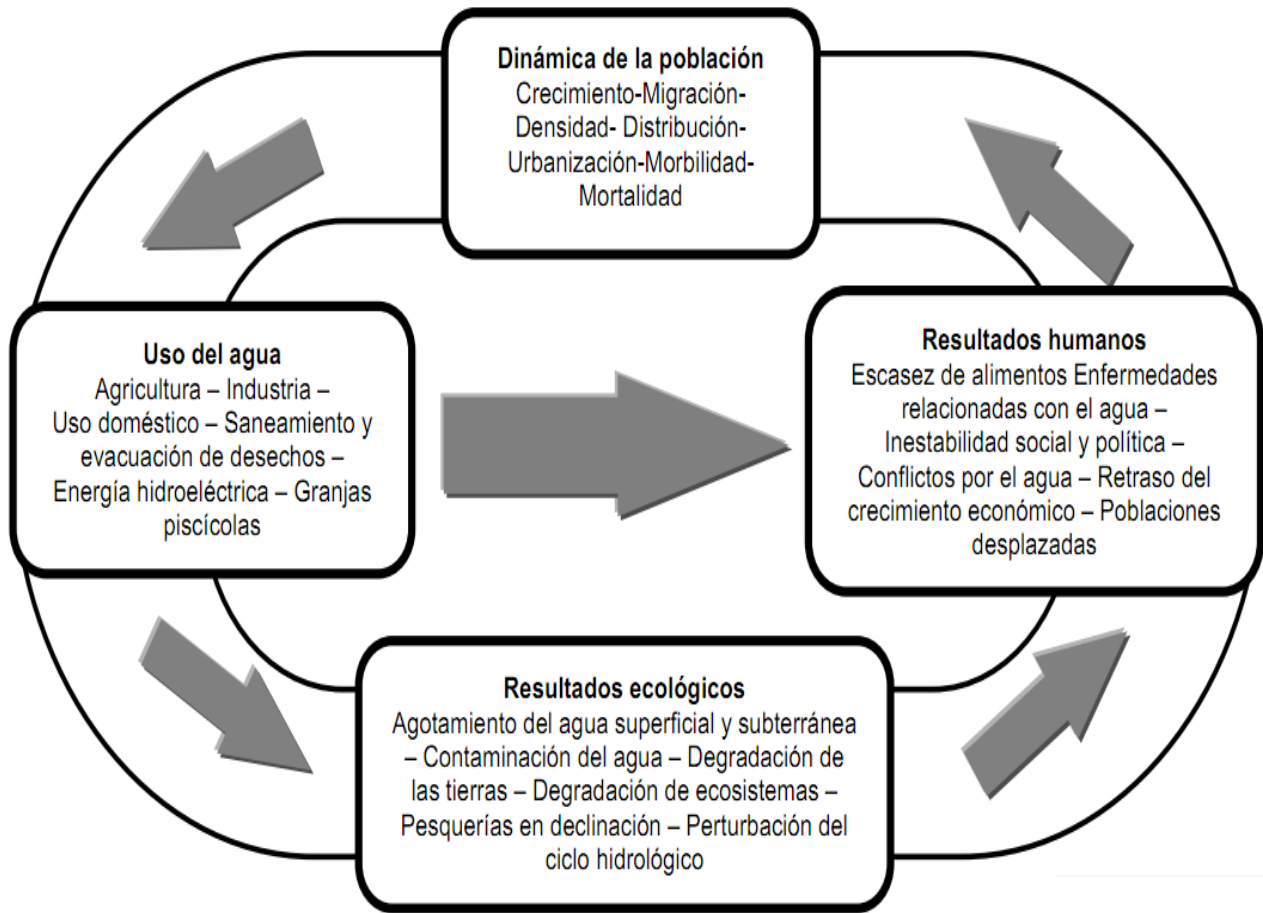 Dinámica de la población
Crecimiento-Migración-
Densidad- Distribución-
Urbanización-Morbilidad-
Mortalidad
Uso del agua
Agricultura – Industria –
Uso doméstico – Saneamiento y
evacuación de desechos –
Energía hidroeléctrica – Granjas
piscícolas
Resultados humanos
Escasez de alimentos Enfermedades
relacionadas con el agua –
Inestabilidad social y política –
Conflictos por el agua – Retraso del
crecimiento económico – Poblaciones
desplazadas
Resultados ecológicos
Agotamiento del agua superficial y subterránea
– Contaminación del agua – Degradación de
las tierras – Degradación de ecosistemas –
Pesquerías en declinación – Perturbación del
ciclo hidrológico